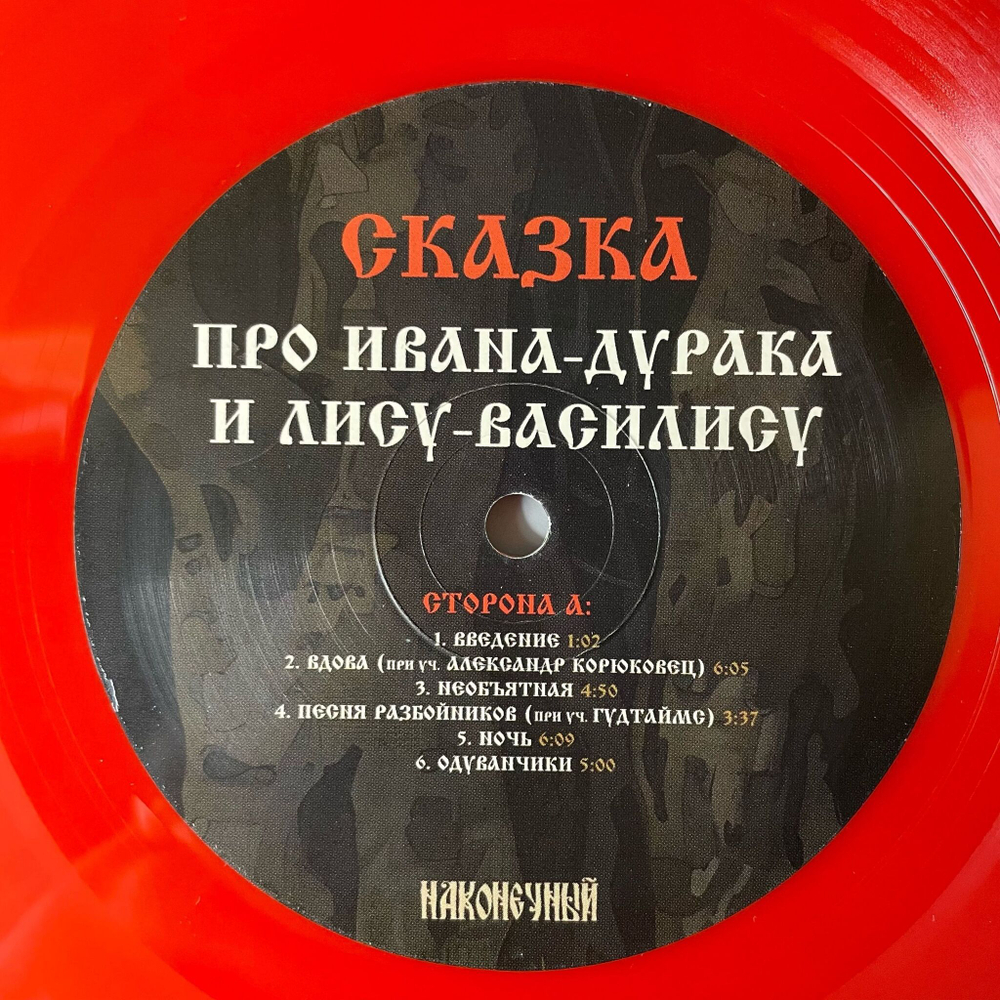 СКАЗКА
ПРО ИВАНА-ДУРАКА
И ЛИСУ-ВАСИЛИСУ
СТОРОНА А:
1. ВВЕДЕНИЕ 1:02
2. ВДОВА (ПРИ УЧ. АЛЕКСАНДР КОРЮКОВЕЦ) 6:05
3. НЕОБЪЯТНАЯ 4:50
4. ПЕСНЯ РАЗБОЙНИКОВ (ПРИ УЧ. ГУДТАЙМС) 3:37
5. НОЧЬ 6:09
6. ОДУВАНЧИКИ 5:00
НАКОНЕЧНЫЙ